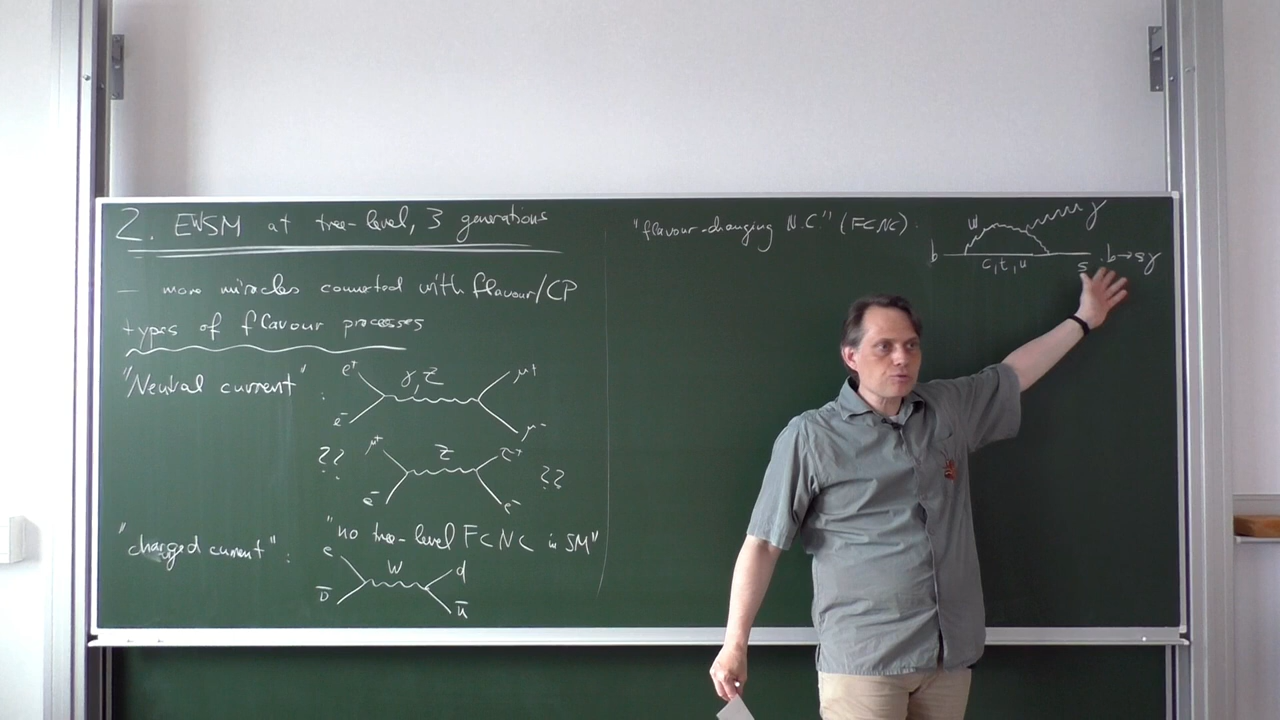 2. EWSM at tree-level, 3 generations
— more miracles connected with flavour/CP
types of flavour processes
"Neutral current" :
e⁺ γ, Z μ⁺
e⁻ μ⁻
?? μ⁺ Z τ⁺ ??
e⁻ e⁻
"no tree-level FCNC in SM"
"charged current" :
e W d
ν̅ u̅
"flavour-changing N.C." (FCNC) :
W γ
b c, t, u s . b→sγ